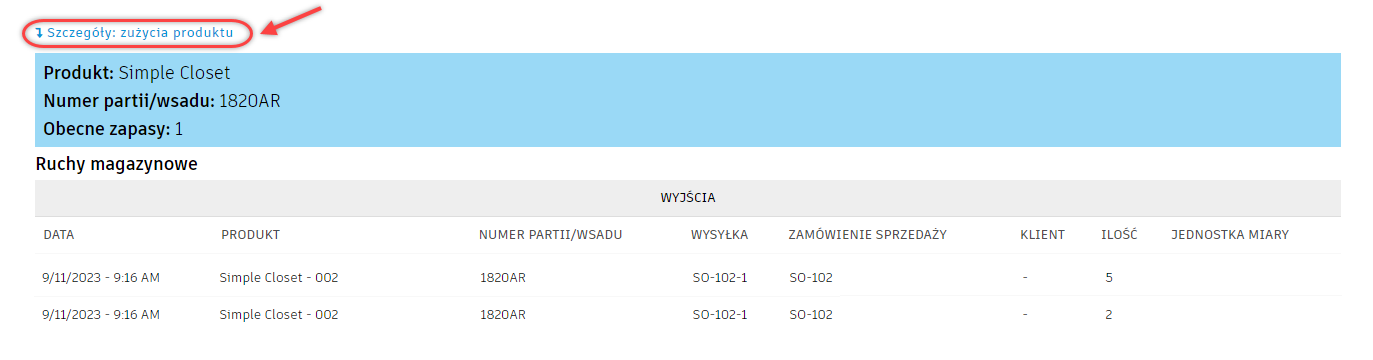 Szczegóły: zużycia produktu
Produkt: Simple Closet
Numer partii/wsadu: 1820AR
Obecne zapasy: 1
Ruchy magazynowe
WYJŚCIA
DATA PRODUKT NUMER PARTII/WSADU WYSYŁKA ZAMÓWIENIE SPRZEDAŻY KLIENT ILOŚĆ JEDNOSTKA MIARY
9/11/2023 - 9:16 AM Simple Closet - 002 1820AR SO-102-1 SO-102 - 5
9/11/2023 - 9:16 AM Simple Closet - 002 1820AR SO-102-1 SO-102 - 2